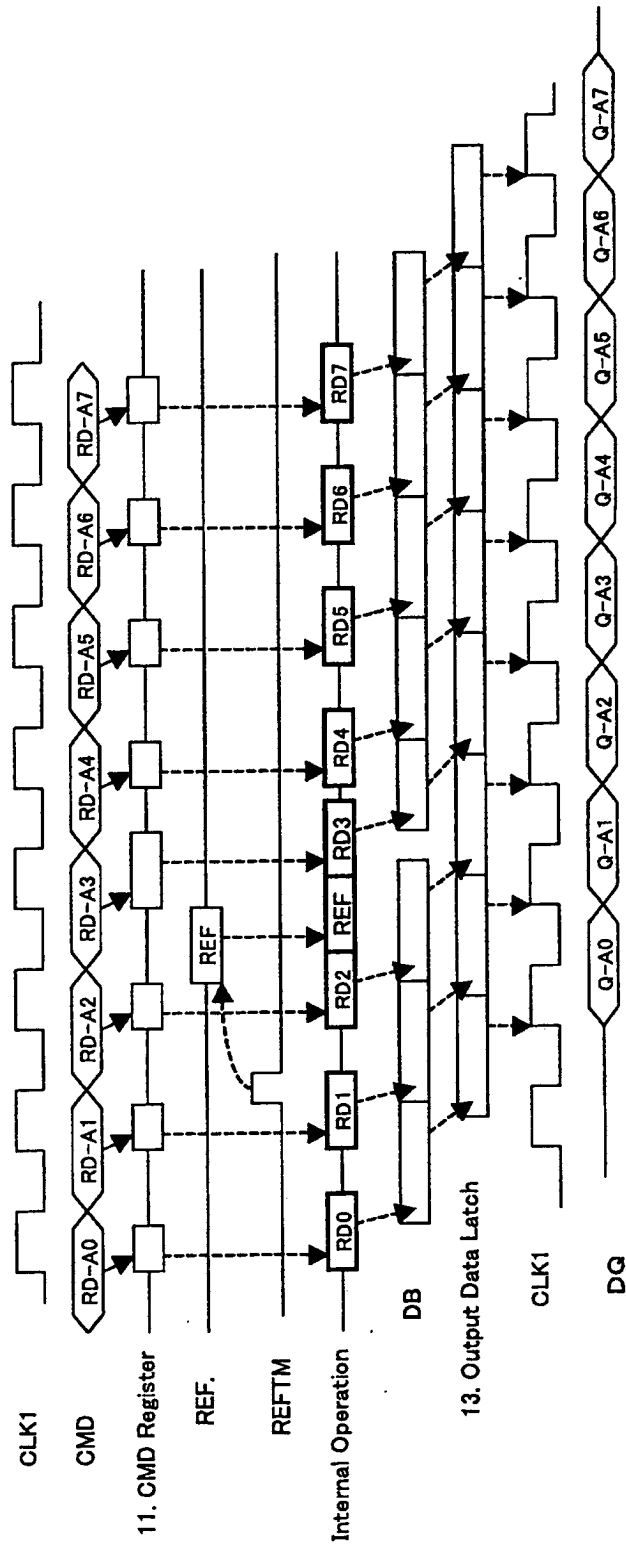 CLK1
CMD RD-A0 RD-A1 RD-A2 RD-A3 RD-A4 RD-A5 RD-A6 RD-A7
11. CMD Register
REF. REF
REFTM
Internal Operation RD0 RD1 RD2 REF RD3 RD4 RD5 RD6 RD7
DB
13. Output Data Latch
CLK1
DQ Q-A0 Q-A1 Q-A2 Q-A3 Q-A4 Q-A5 Q-A6 Q-A7